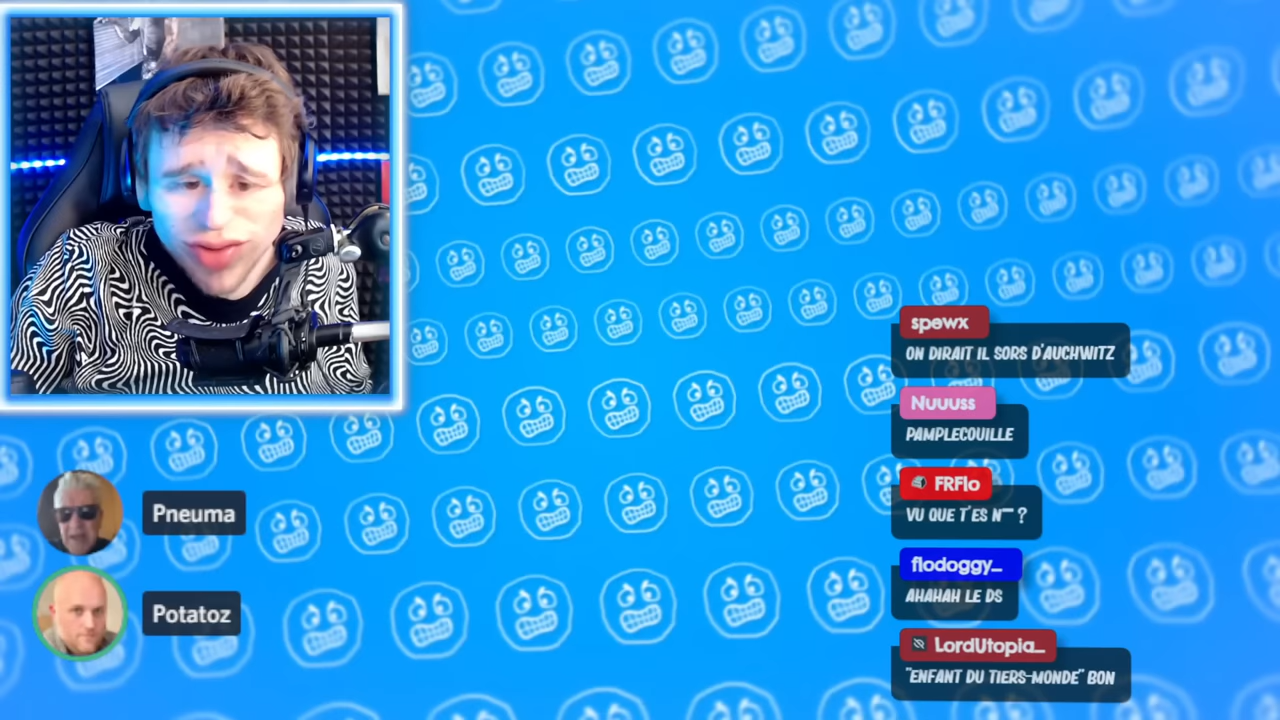 spewx
ON DIRAIT IL SORS D'AUCHWITZ
Nuuuss
PAMPLECOUILLE
FRFlo
VU QUE T'ES N** ?
flodoggy_
AHAHAH LE DS
LordUtopia_
"ENFANT DU TIERS-MONDE" BON
Pneuma
Potatoz